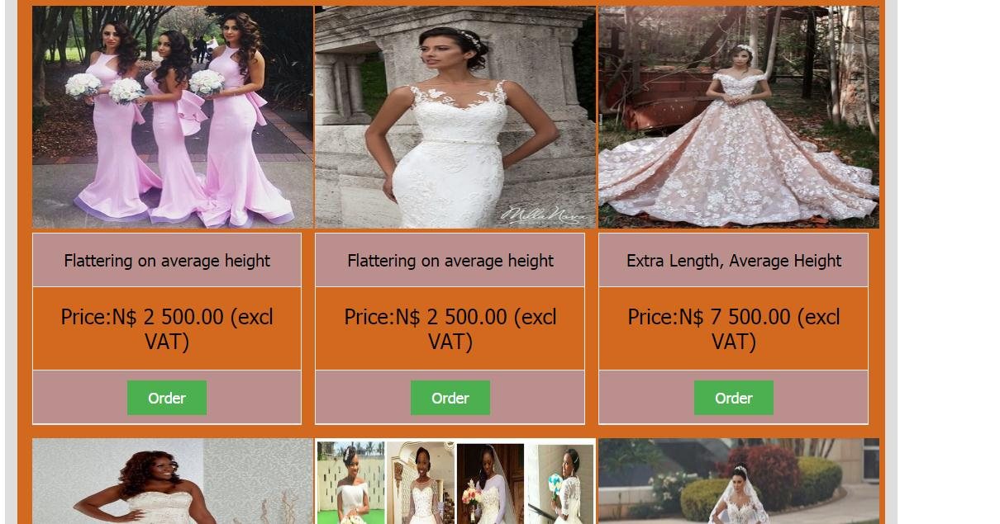 Milla Nova
Flattering on average height
Flattering on average height
Extra Length, Average Height
Price:N$ 2 500.00 (excl
VAT)
Price:N$ 2 500.00 (excl
VAT)
Price:N$ 7 500.00 (excl
VAT)
Order
Order
Order